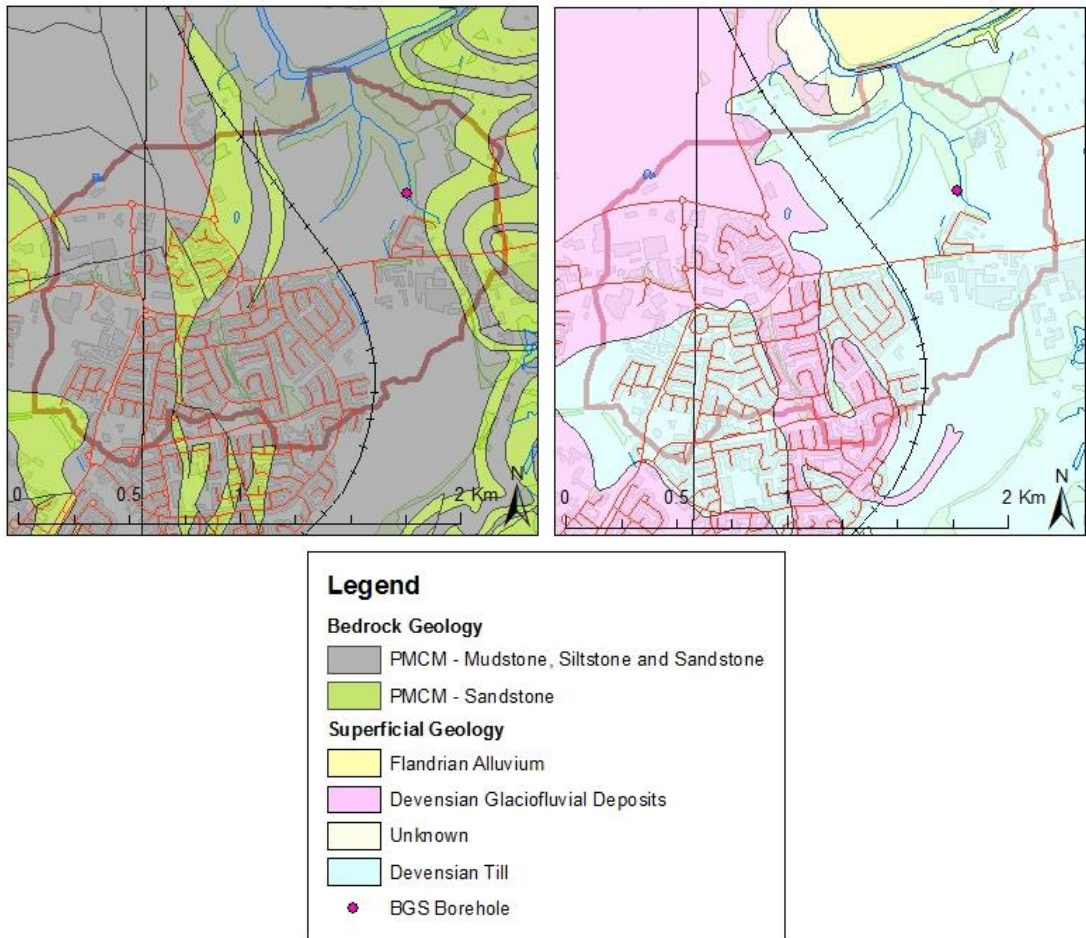 N
0 0.5 1 2 Km
N
0 0.5 1 2 Km
Legend
Bedrock Geology
PMCM - Mudstone, Siltstone and Sandstone
PMCM - Sandstone
Superficial Geology
Flandrian Alluvium
Devensian Glaciofluvial Deposits
Unknown
Devensian Till
BGS Borehole